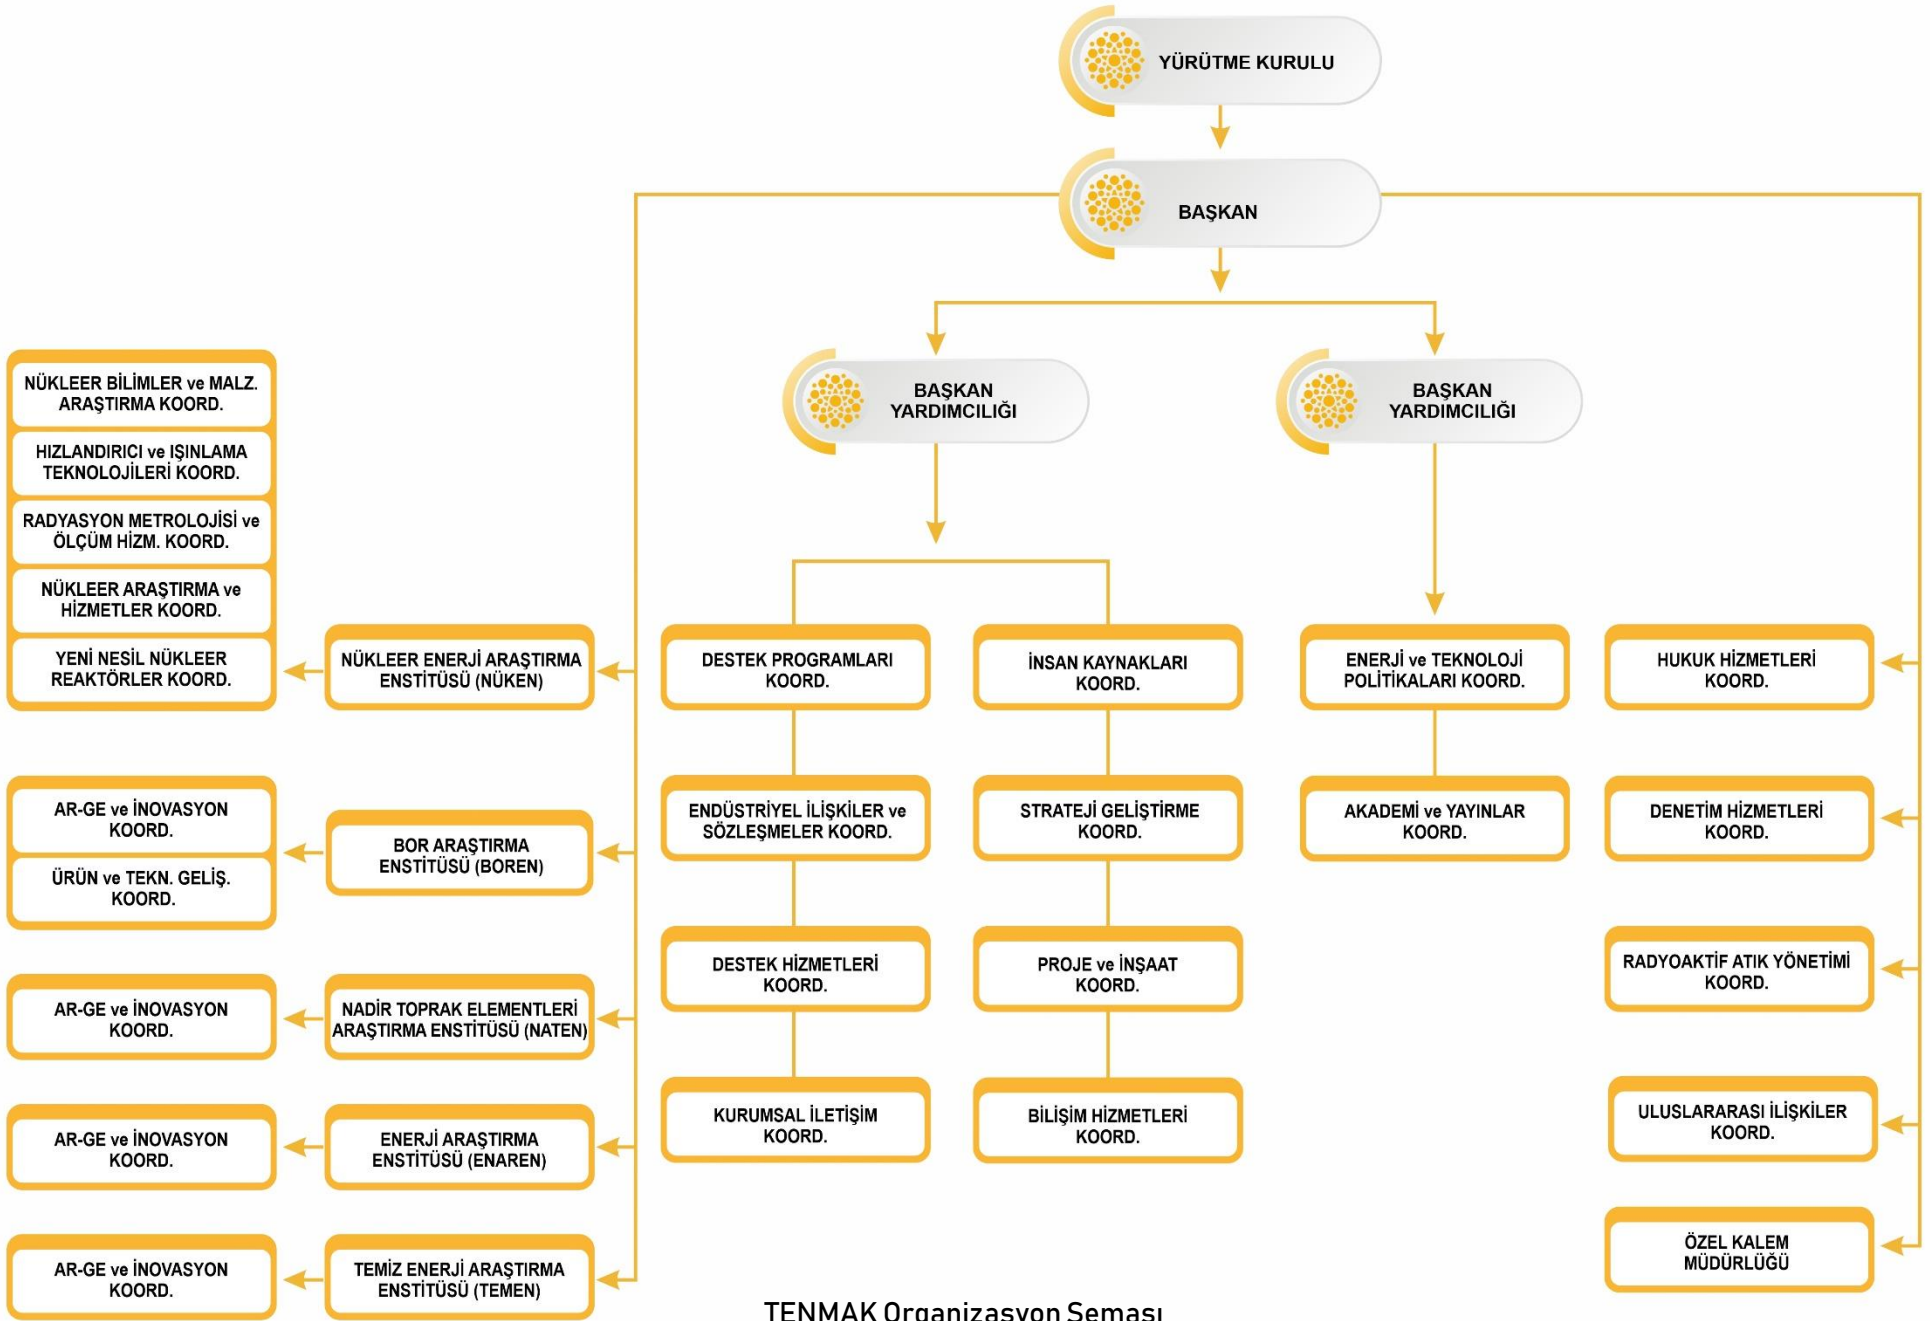 YÜRÜTME KURULU
BAŞKAN
BAŞKAN
YARDIMCILIĞI
BAŞKAN
YARDIMCILIĞI
NÜKLEER BİLİMLER ve MALZ.
ARAŞTIRMA KOORD.
HIZLANDIRICI ve IŞINLAMA
TEKNOLOJİLERİ KOORD.
RADYASYON METROLOJİSİ ve
ÖLÇÜM HİZM. KOORD.
NÜKLEER ARAŞTIRMA ve
HİZMETLER KOORD.
YENİ NESİL NÜKLEER
REAKTÖRLER KOORD.
NÜKLEER ENERJİ ARAŞTIRMA
ENSTİTÜSÜ (NÜKEN)
DESTEK PROGRAMLARI
KOORD.
İNSAN KAYNAKLARI
KOORD.
ENERJİ ve TEKNOLOJİ
POLİTİKALARI KOORD.
HUKUK HİZMETLERİ
KOORD.
AR-GE ve İNOVASYON
KOORD.
ÜRÜN ve TEKN. GELİŞ.
KOORD.
BOR ARAŞTIRMA
ENSTİTÜSÜ (BOREN)
ENDÜSTRİYEL İLİŞKİLER ve
SÖZLEŞMELER KOORD.
STRATEJİ GELİŞTİRME
KOORD.
AKADEMİ ve YAYINLAR
KOORD.
DENETİM HİZMETLERİ
KOORD.
AR-GE ve İNOVASYON
KOORD.
NADİR TOPRAK ELEMENTLERİ
ARAŞTIRMA ENSTİTÜSÜ (NATEN)
DESTEK HİZMETLERİ
KOORD.
PROJE ve İNŞAAT
KOORD.
RADYOAKTİF ATIK YÖNETİMİ
KOORD.
AR-GE ve İNOVASYON
KOORD.
ENERJİ ARAŞTIRMA
ENSTİTÜSÜ (ENAREN)
KURUMSAL İLETİŞİM
KOORD.
BİLİŞİM HİZMETLERİ
KOORD.
ULUSLARARASI İLİŞKİLER
KOORD.
AR-GE ve İNOVASYON
KOORD.
TEMİZ ENERJİ ARAŞTIRMA
ENSTİTÜSÜ (TEMEN)
ÖZEL KALEM
MÜDÜRLÜĞÜ
TENMAK Organizasyon Şeması